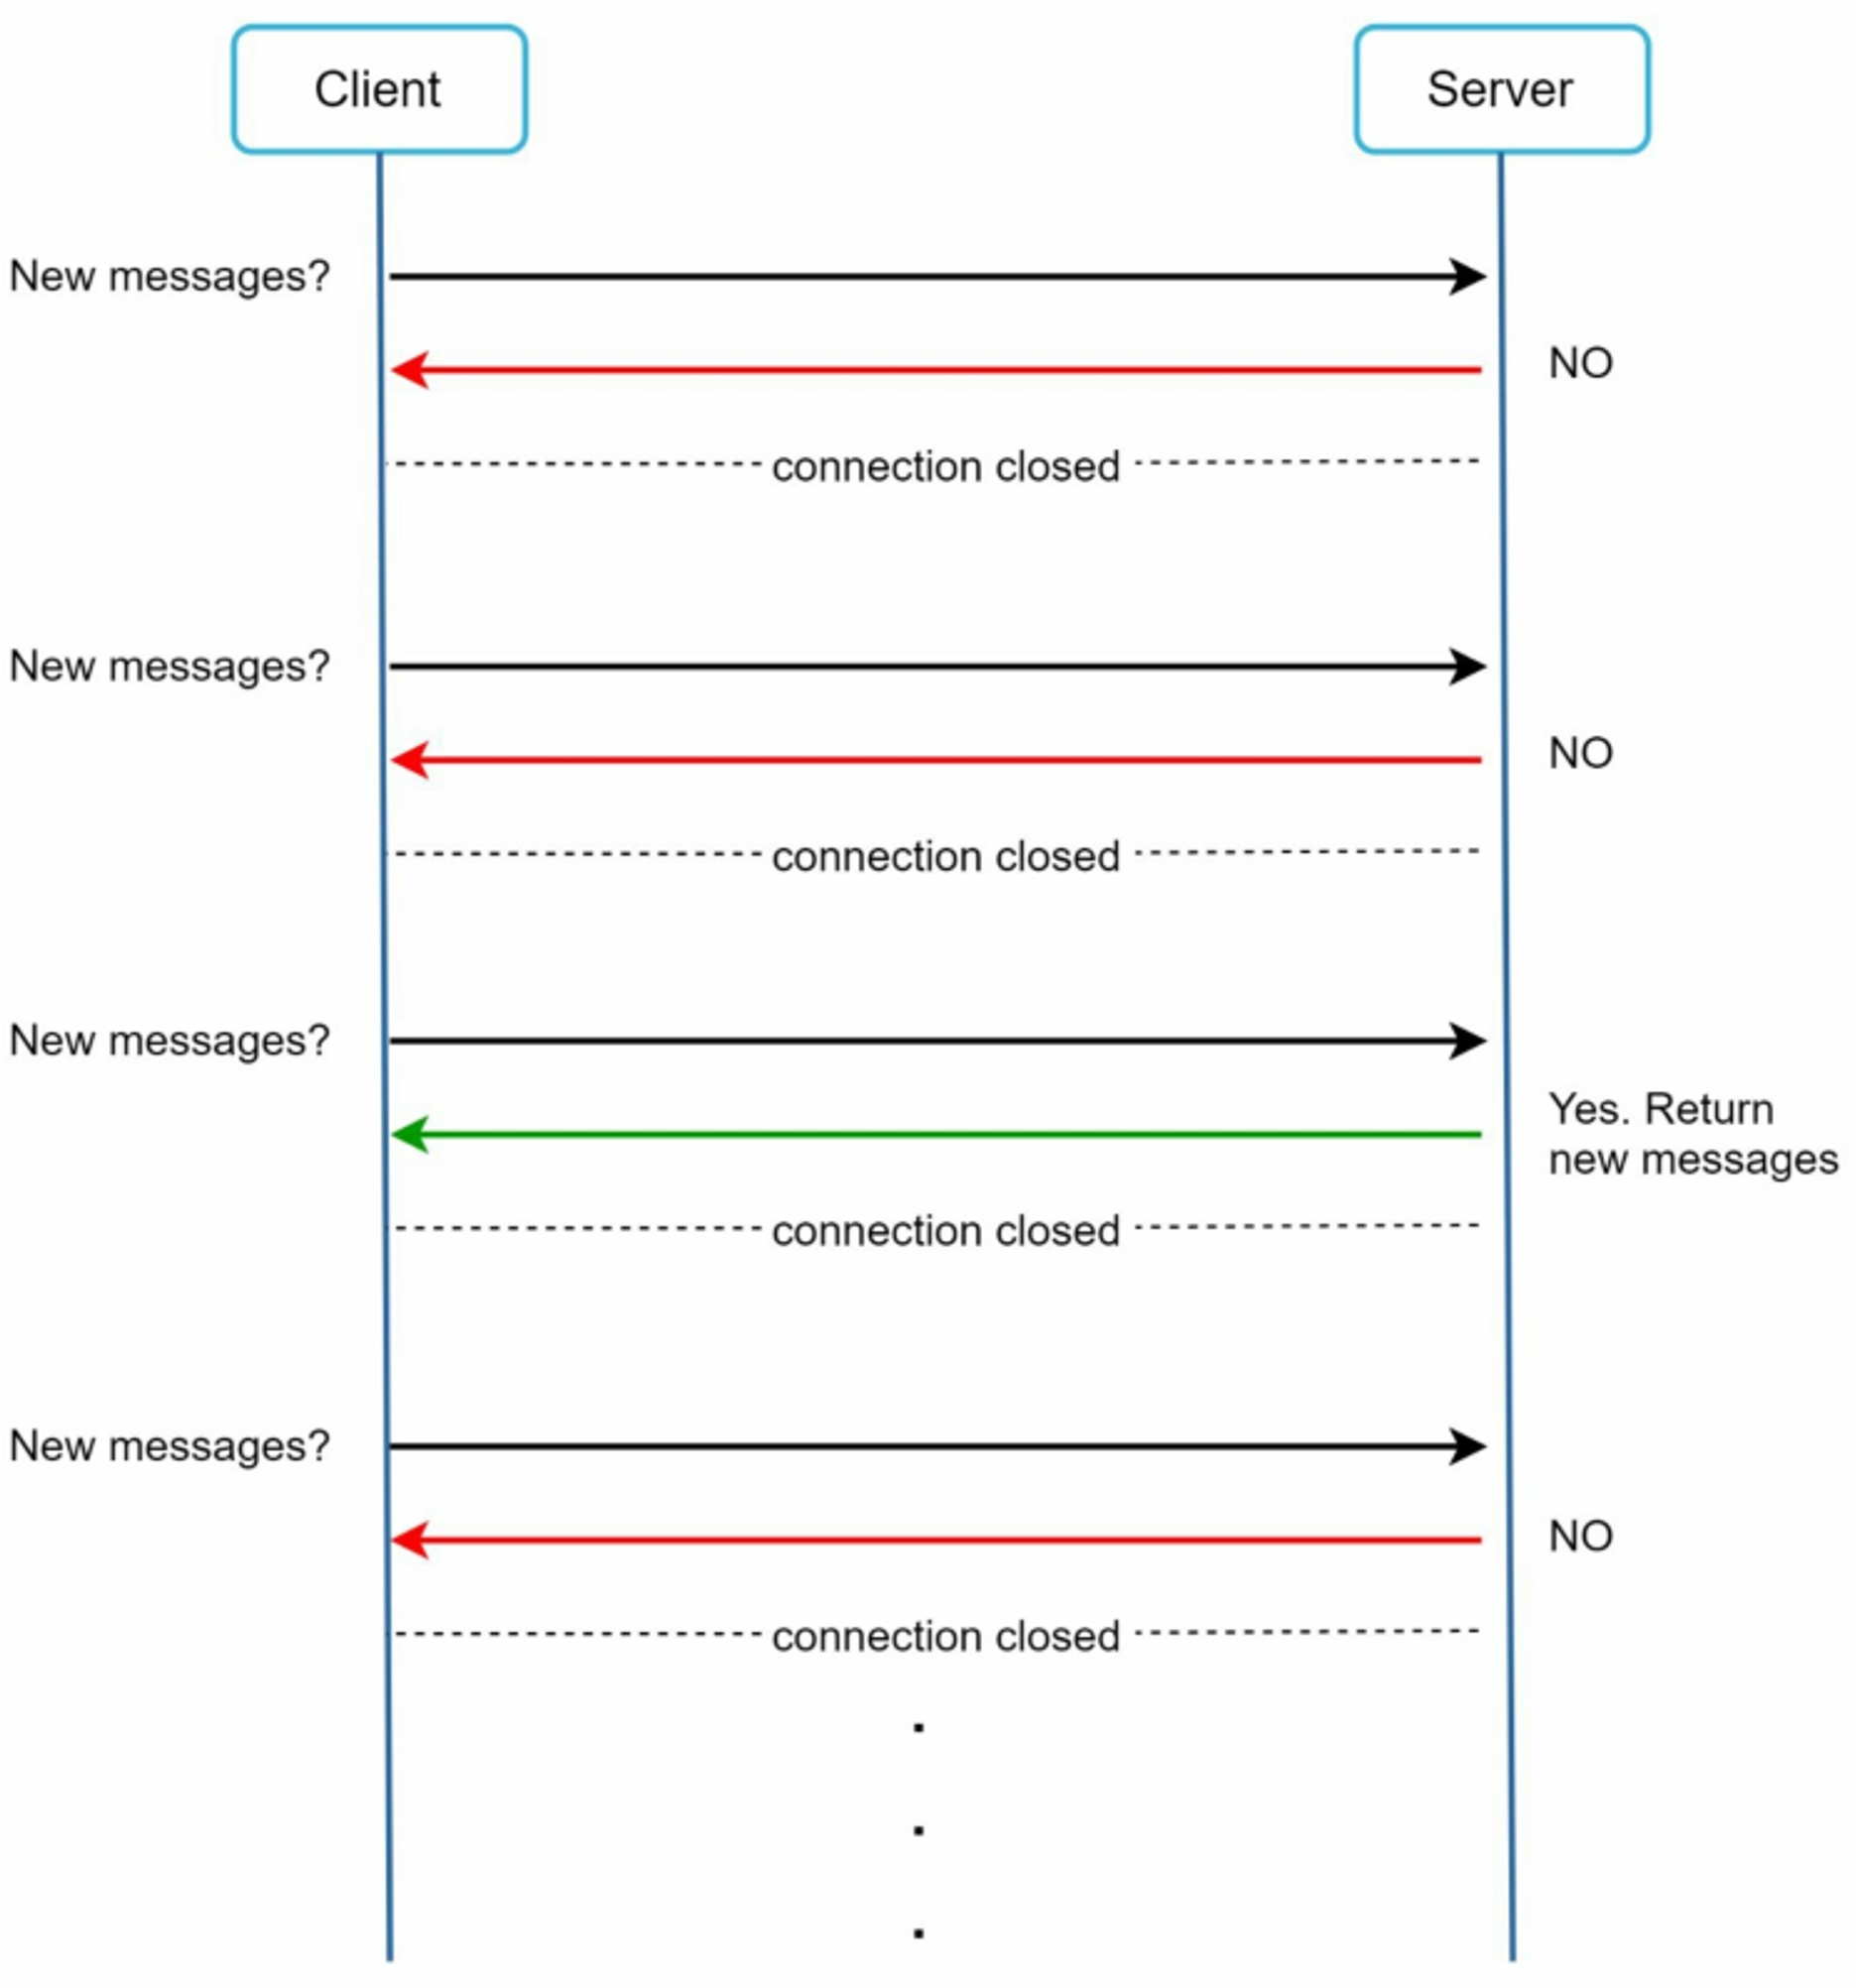 Client
Server
New messages?
NO
connection closed
New messages?
NO
connection closed
New messages?
Yes. Return
new messages
connection closed
New messages?
NO
connection closed